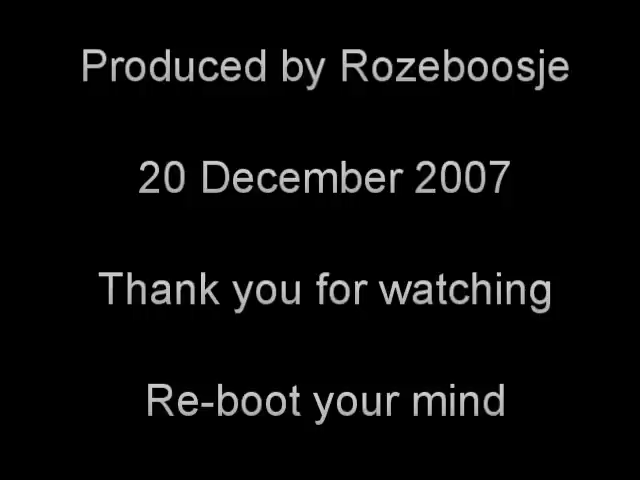 Produced by Rozeboosje
20 December 2007
Thank you for watching
Re-boot your mind